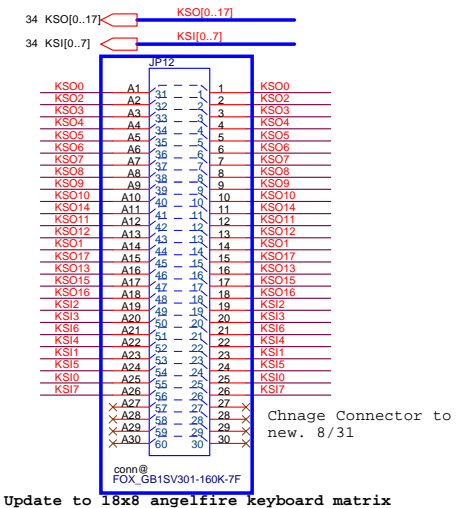 34 KSO[0..17] KSO[0..17]
34 KSI[0..7] KSI[0..7]
JP12
KSO0 A1 31 1 1 KSO0
KSO2 A2 32 2 2 KSO2
KSO3 A3 33 3 3 KSO3
KSO4 A4 34 4 4 KSO4
KSO5 A5 35 5 5 KSO5
KSO6 A6 36 6 6 KSO6
KSO7 A7 37 7 7 KSO7
KSO8 A8 38 8 8 KSO8
KSO9 A9 39 9 9 KSO9
KSO10 A10 40 10 10 KSO10
KSO14 A11 41 11 11 KSO14
KSO11 A12 42 12 12 KSO11
KSO12 A13 43 13 13 KSO12
KSO1 A14 44 14 14 KSO1
KSO17 A15 45 15 15 KSO17
KSO13 A16 46 16 16 KSO13
KSO15 A17 47 17 17 KSO15
KSO16 A18 48 18 18 KSO16
KSI2 A19 49 19 19 KSI2
KSI3 A20 50 20 20 KSI3
KSI6 A21 51 21 21 KSI6
KSI4 A22 52 22 22 KSI4
KSI1 A23 53 23 23 KSI1
KSI5 A24 54 24 24 KSI5
KSI0 A25 55 25 25 KSI0
KSI7 A26 56 26 26 KSI7
A27 57 27 27
A28 58 28 28
A29 59 29 29
A30 60 30 30
Chnage Connector to
new. 8/31
conn@
FOX_GB1SV301-160K-7F
Update to 18x8 angelfire keyboard matrix